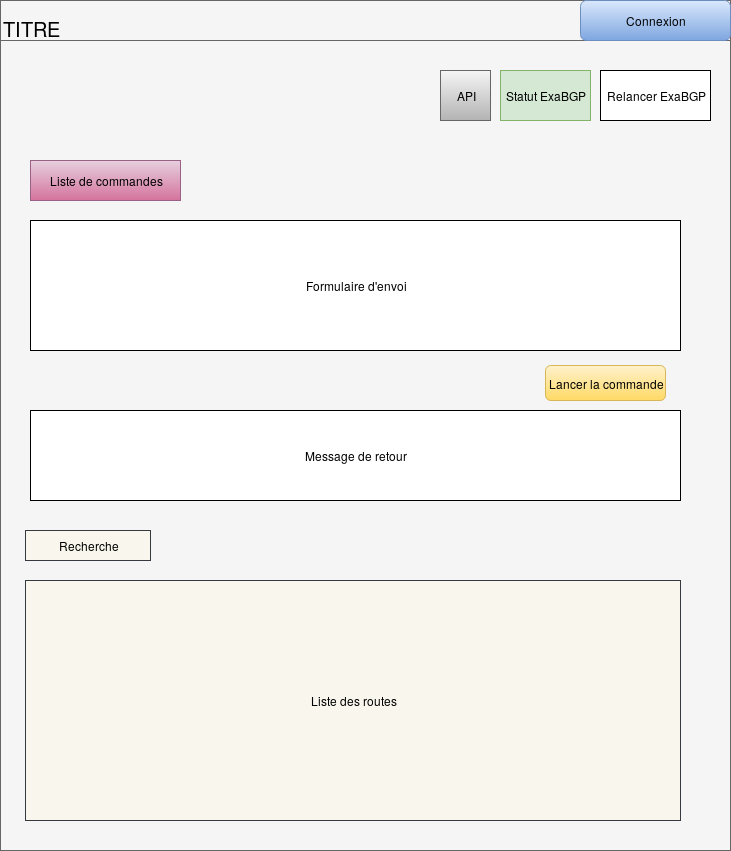 TITRE
Connexion
API
Statut ExaBGP
Relancer ExaBGP
Liste de commandes
Formulaire d'envoi
Lancer la commande
Message de retour
Recherche
Liste des routes